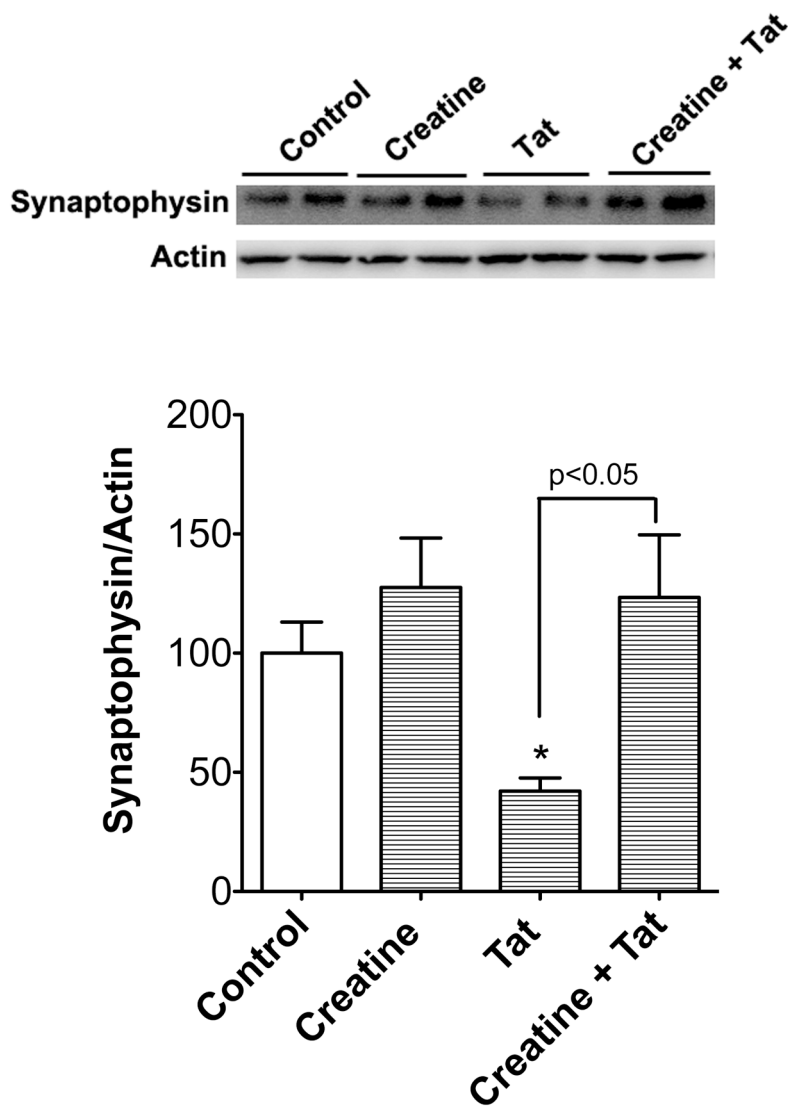 Control
Creatine
Tat
Creatine + Tat
Synaptophysin
Actin
Synaptophysin/Actin
200
150
100
50
0
p<0.05
*
Control
Creatine
Tat
Creatine + Tat